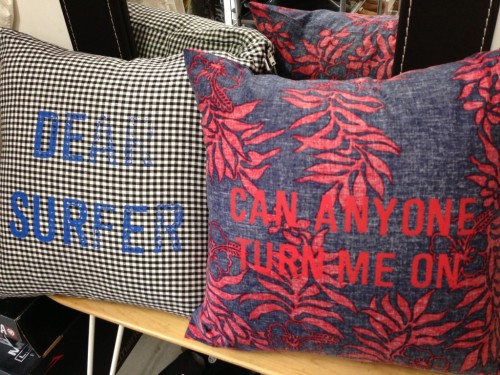 DEAR
SURFER
CAN ANYONE
TURN ME ON